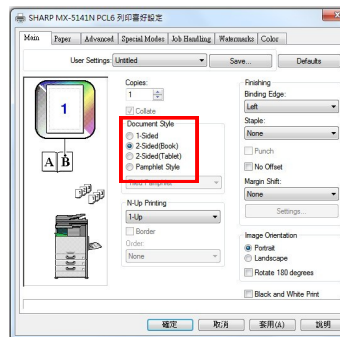 SHARP MX-5141N PCL6 列印喜好設定
Main Paper Advanced Special Modes Job Handling Watermarks Color
User Settings: Untitled Save... Defaults
Copies:
1
Collate
Document Style
1-Sided
2-Sided(Book)
2-Sided(Tablet)
Pamphlet Style
N-Up Printing
1-Up
Border
Order:
None
Finishing
Binding Edge:
Left
Staple:
None
Punch
No Offset
Margin Shift:
None
Settings...
Image Orientation
Portrait
Landscape
Rotate 180 degrees
Black and White Print
1
A B
確定 取消 套用(A) 說明